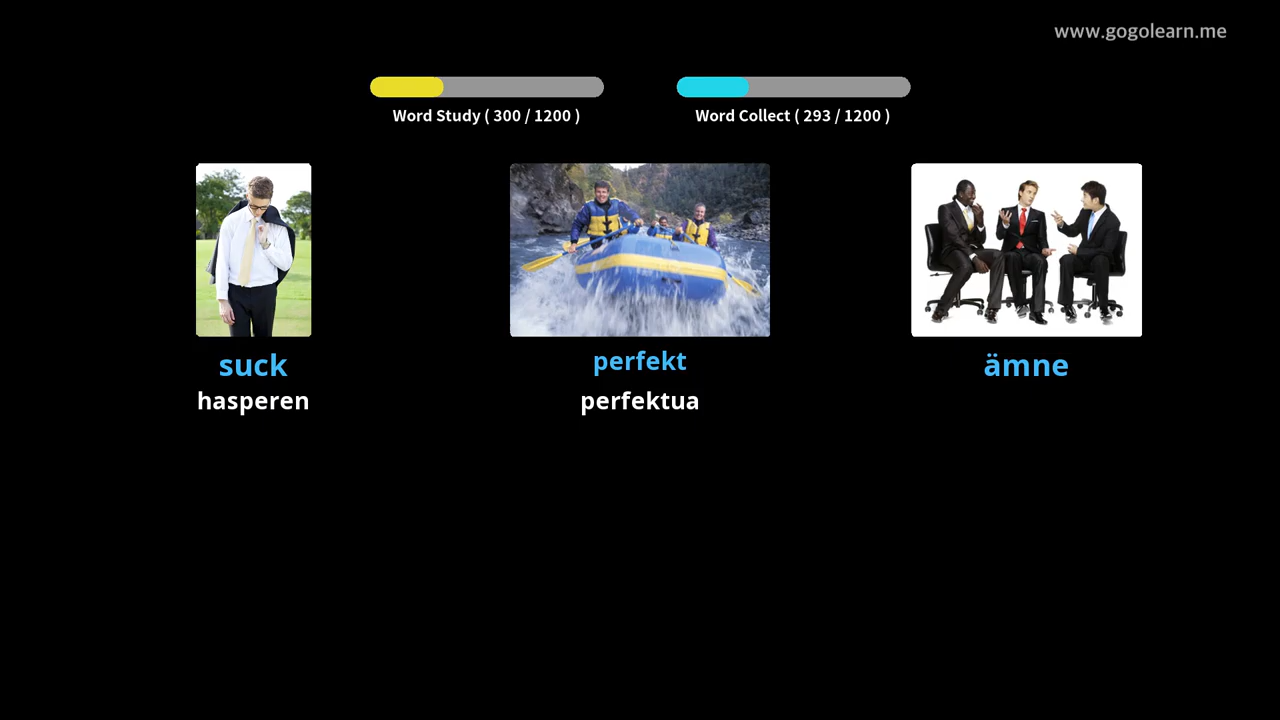 www.gogolearn.me
Word Study ( 300 / 1200 )
Word Collect ( 293 / 1200 )
suck
hasperen
perfekt
perfektua
ämne